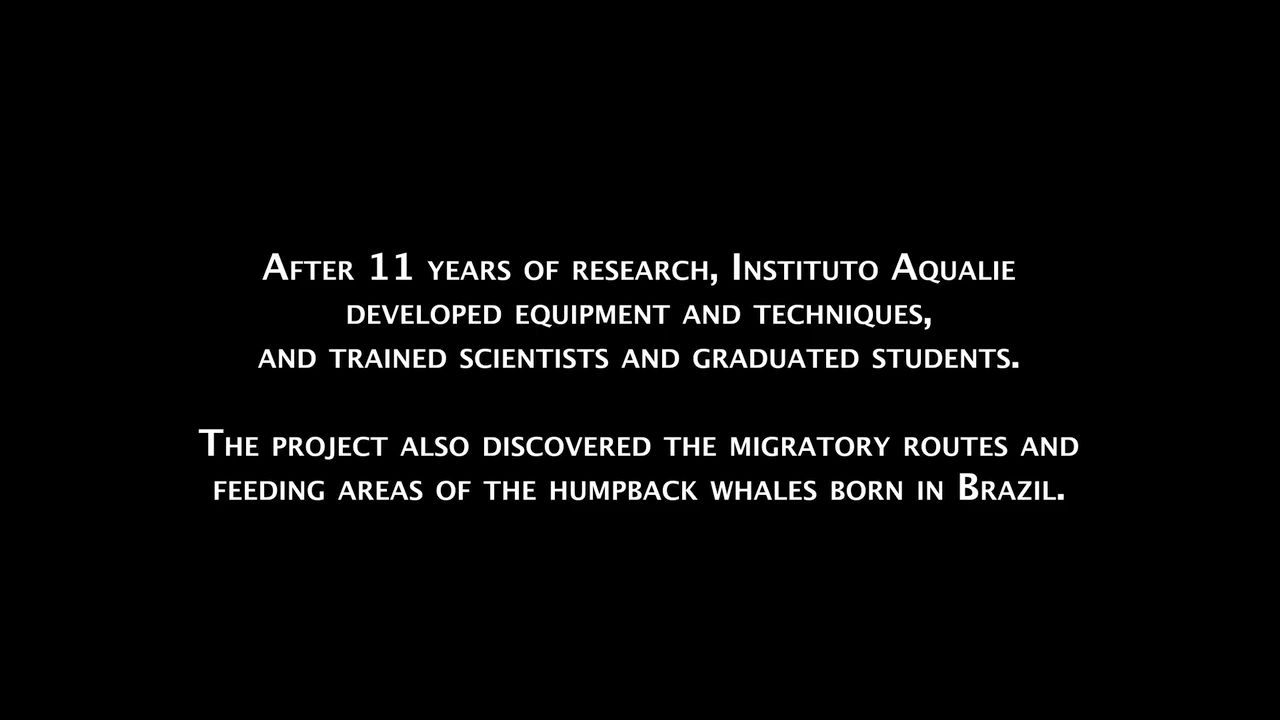 After 11 years of research, Instituto Aqualie
developed equipment and techniques,
and trained scientists and graduated students.
The project also discovered the migratory routes and
feeding areas of the humpback whales born in Brazil.